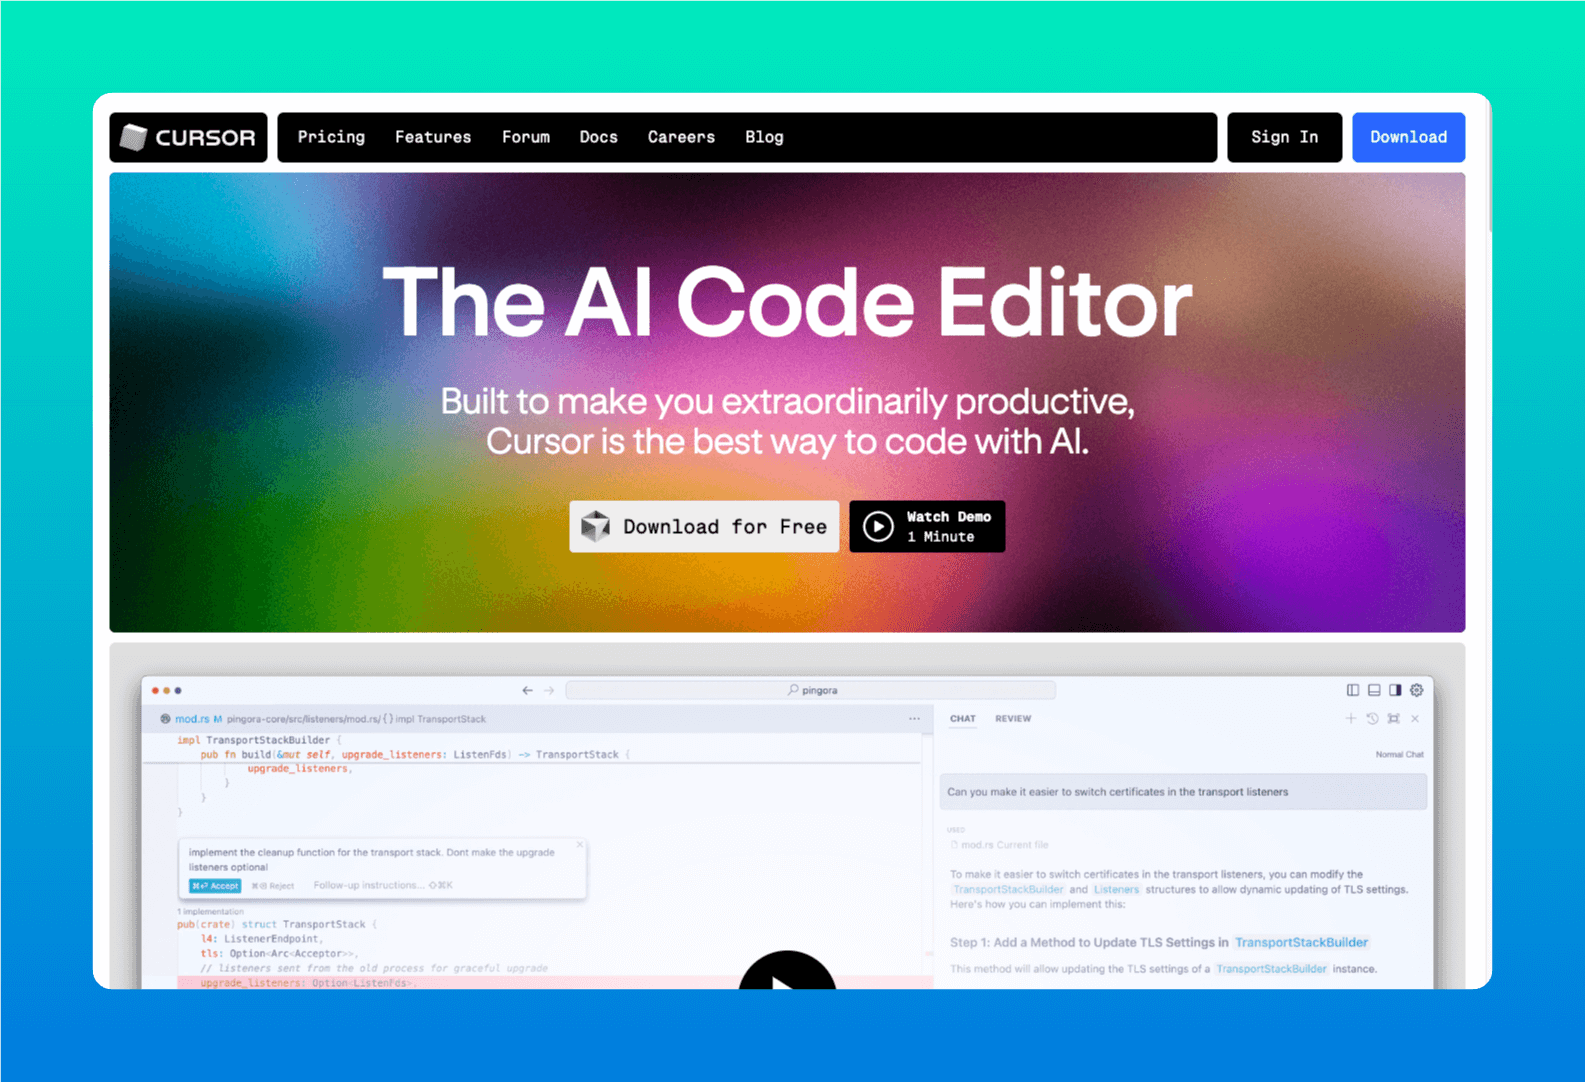 CURSOR
Pricing Features Forum Docs Careers Blog
Sign In
Download
The AI Code Editor
Built to make you extraordinarily productive,
Cursor is the best way to code with AI.
Download for Free
Watch Demo
1 Minute
pingora
mod.rs M pingora-core/src/listeners/mod.rs/{} impl TransportStack
impl TransportStackBuilder {
pub fn build(&mut self, upgrade_listeners: ListenFds) -> TransportStack {
upgrade_listeners,
}
}
}
implement the cleanup function for the transport stack. Dont make the upgrade
listeners optional
Accept
Reject
Follow-up instructions... ⇧⌘K
1 implementation
pub(crate) struct TransportStack {
l4: ListenerEndpoint,
tls: Option<Arc<Acceptor>>,
// listeners sent from the old process for graceful upgrade
upgrade_listeners: Option<ListenFds>,
CHAT REVIEW
Normal Chat
Can you make it easier to switch certificates in the transport listeners
USED
mod.rs Current file
To make it easier to switch certificates in the transport listeners, you can modify the
TransportStackBuilder and Listeners structures to allow dynamic updating of TLS settings.
Here's how you can implement this:
Step 1: Add a Method to Update TLS Settings in TransportStackBuilder
This method will allow updating the TLS settings of a TransportStackBuilder instance.